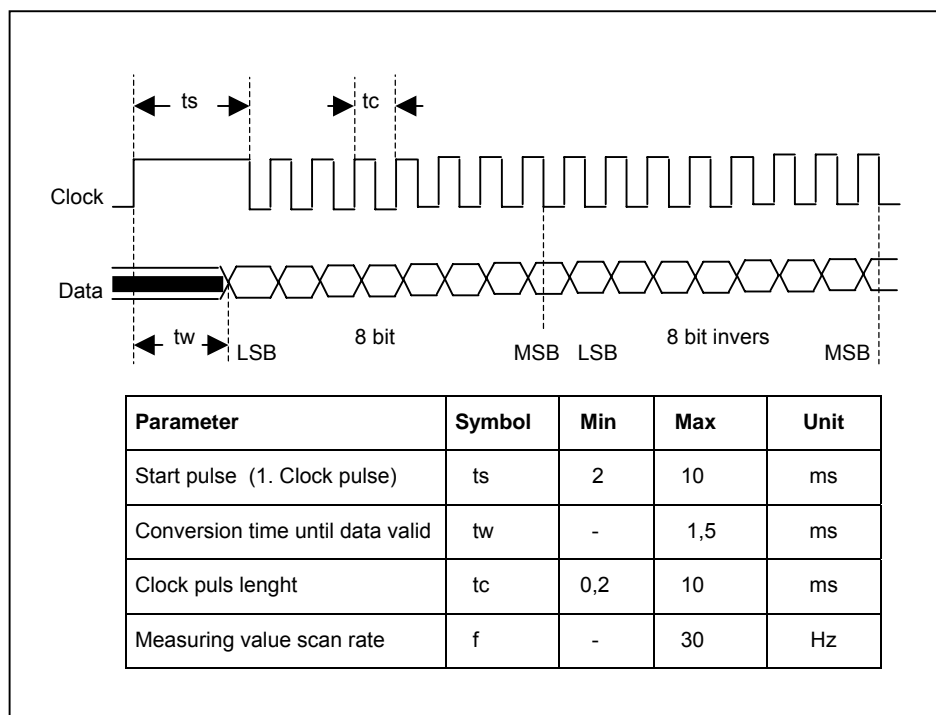 ts
tc
Clock
Data
tw
LSB
8 bit
MSB
LSB
8 bit invers
MSB
Parameter Symbol Min Max Unit
Start pulse (1. Clock pulse) ts 2 10 ms
Conversion time until data valid tw - 1,5 ms
Clock puls lenght tc 0,2 10 ms
Measuring value scan rate f - 30 Hz